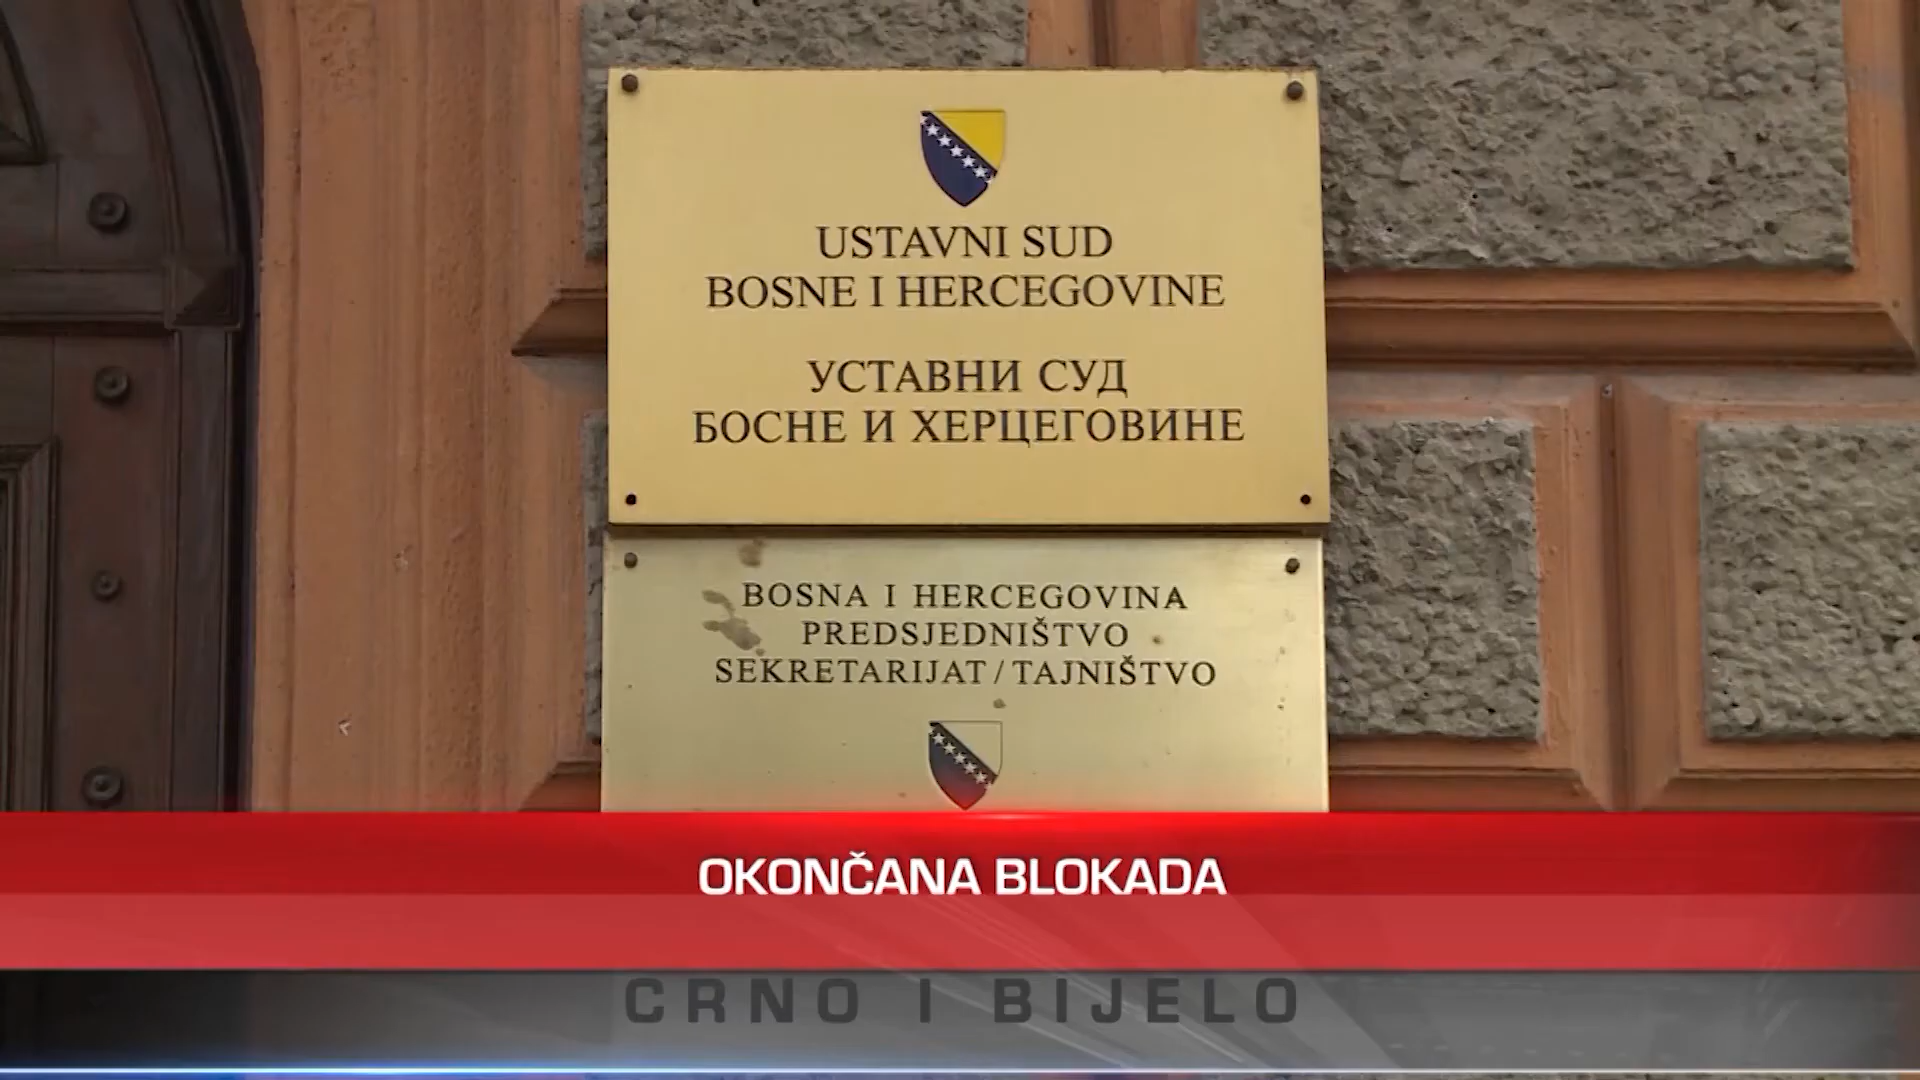 USTAVNI SUD
BOSNE I HERCEGOVINE
УСТАВНИ СУД
БОСНЕ И ХЕРЦЕГОВИНЕ
BOSNA I HERCEGOVINA
PREDSJEDNIŠTVO
SEKRETARIJAT / TAJNIŠTVO
OKONČANA BLOKADA
CRNO I BIJELO